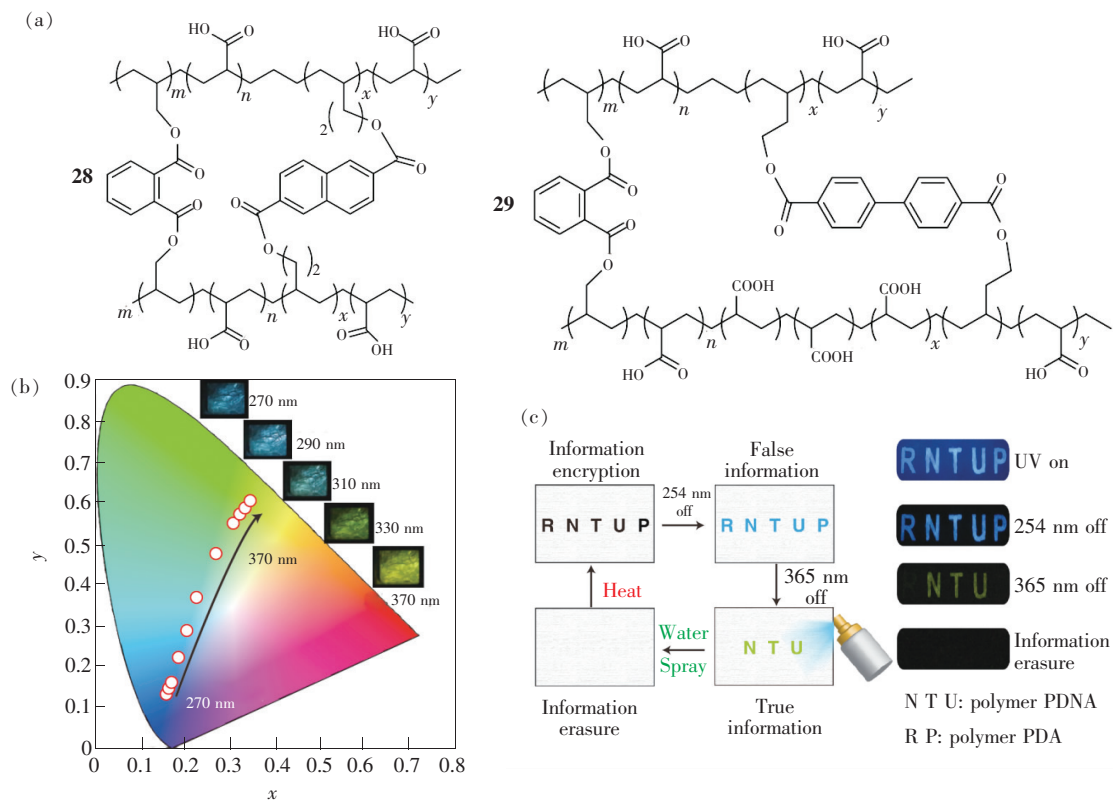 (a)
HO
O
HO
O
m
n
x
y
2
O
O
O
O
O
28
O
O
O
O
O
2
m
n
x
y
HO
O
O
OH
HO
O
HO
O
m
n
x
y
O
O
O
O
29
O
O
O
O
O
COOH
COOH
m
n
x
y
HO
O
COOH
HO
O
(b)
0.9
0.8
0.7
0.6
0.5
0.4
0.3
0.2
0.1
0
y
270 nm
290 nm
310 nm
330 nm
370 nm
370 nm
270 nm
0
0.1
0.2
0.3
0.4
0.5
0.6
0.7
0.8
x
(c)
Information
encryption
False
information
R N T U P
254 nm
off
R N T U P
365 nm
off
Heat
Water
Spray
N T U
Information
erasure
True
information
RNTUP
UV on
RNTUP
254 nm off
NTU
365 nm off
Information
erasure
N T U: polymer PDNA
R P: polymer PDA